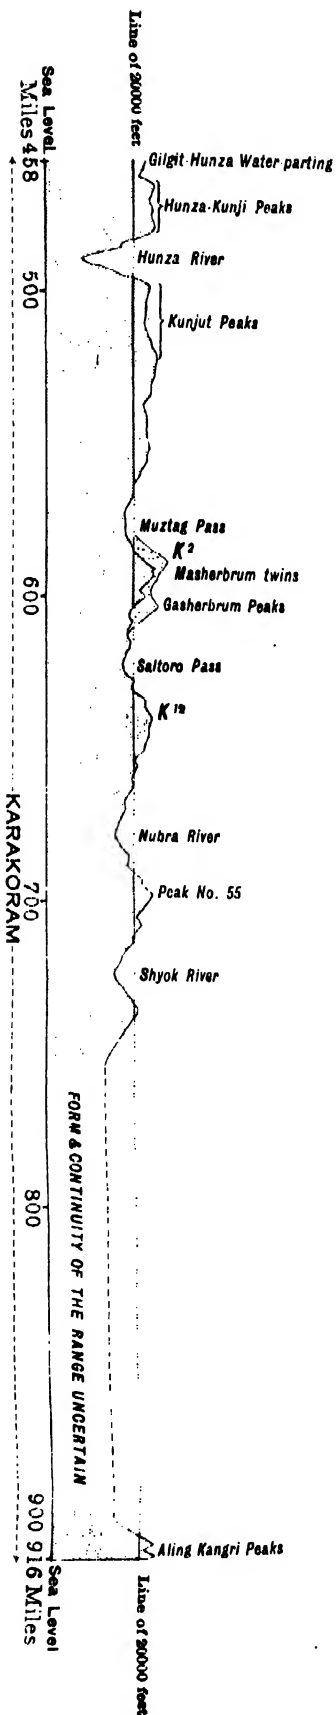 Line of 20000 feet
Sea Level
Miles 458
Gilgit-Hunza Water-parting
Hunza-Kunji Peaks
Hunza River
500
Kunjut Peaks
Muztag Pass
K2
Masherbrum twins
600
Gasherbrum Peaks
Saltoro Pass
K12
KARAKORAM
Nubra River
700
Peak No. 55
Shyok River
FORM & CONTINUITY OF THE RANGE UNCERTAIN
800
900 916 Miles
Aling Kangri Peaks
Sea Level
Line of 20000 feet